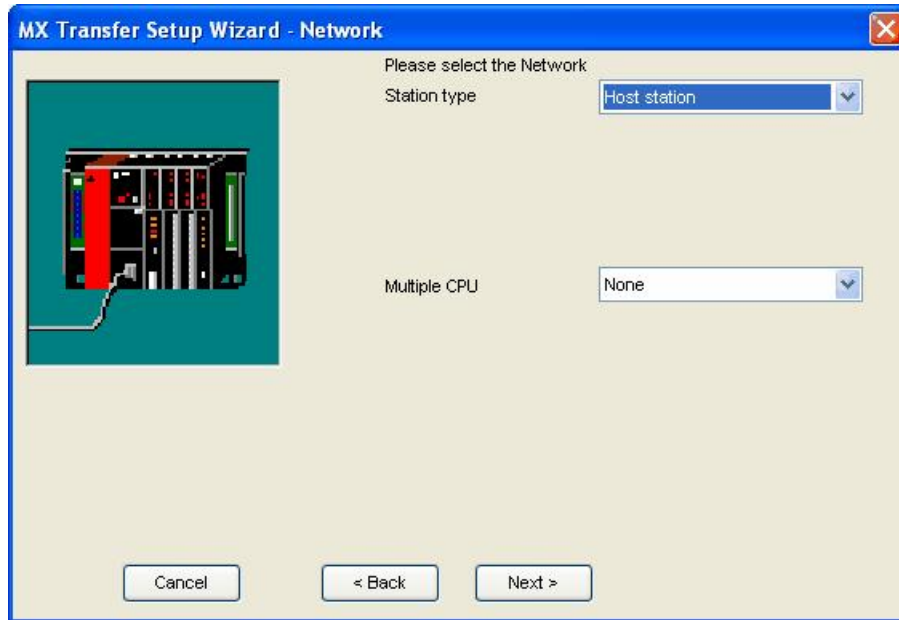 MX Transfer Setup Wizard - Network
Please select the Network
Station type
Host station
Multiple CPU
None
Cancel
< Back
Next >